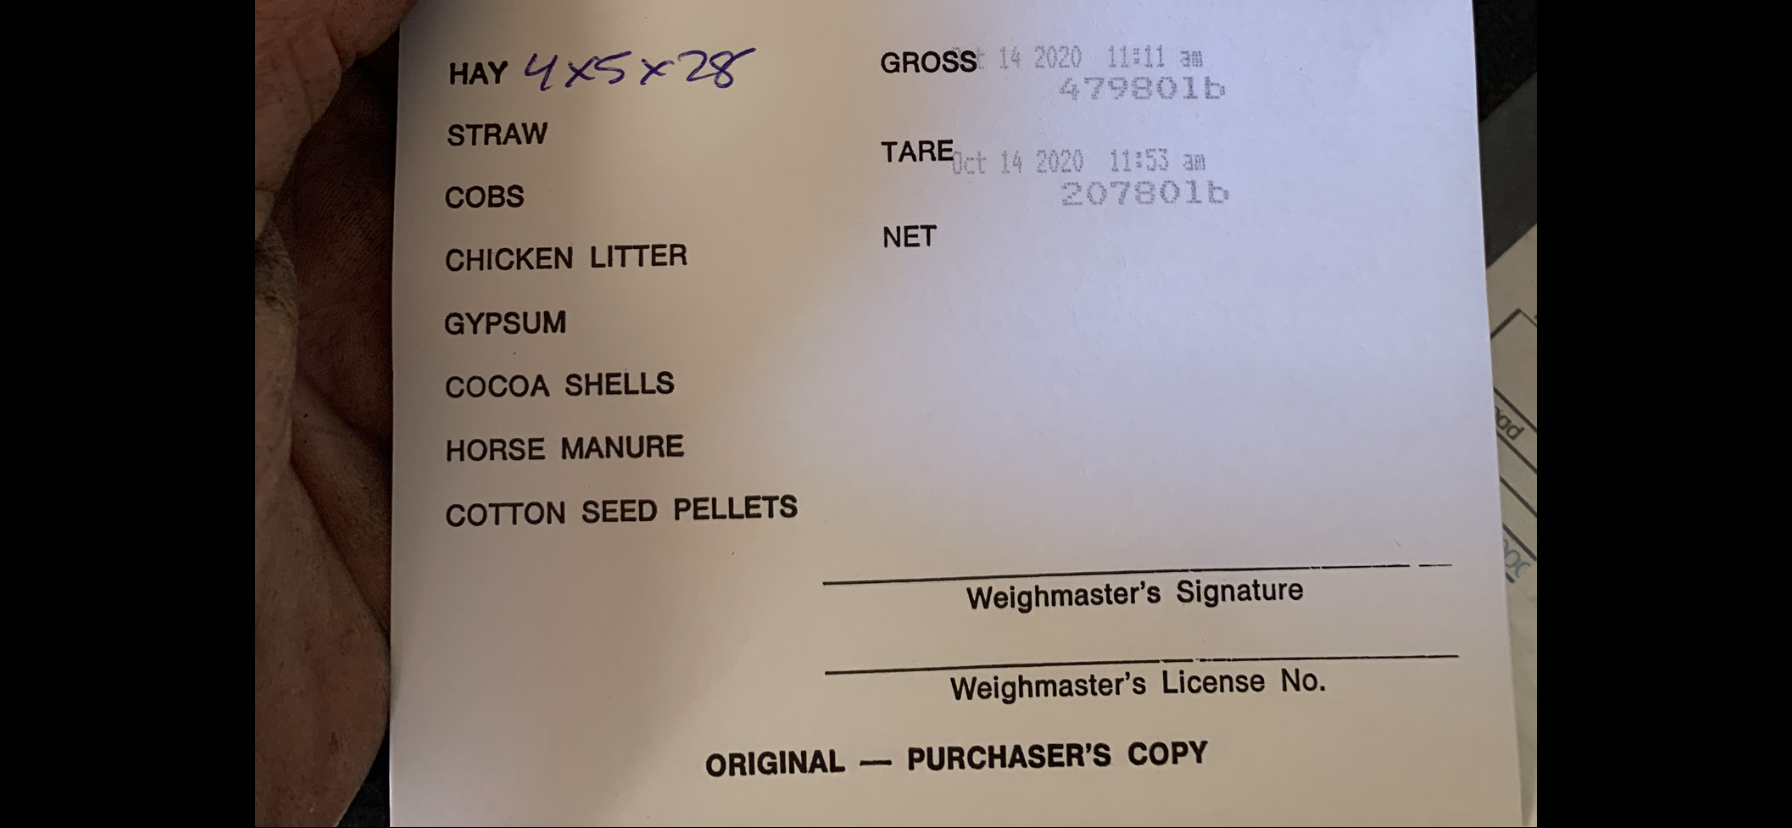 HAY 4x5x28
GROSS t 14 2020 11:11 am
47980lb
STRAW
TARE Oct 14 2020 11:53 am
20780lb
COBS
NET
CHICKEN LITTER
GYPSUM
COCOA SHELLS
HORSE MANURE
COTTON SEED PELLETS
Weighmaster's Signature
Weighmaster's License No.
ORIGINAL — PURCHASER'S COPY
ad